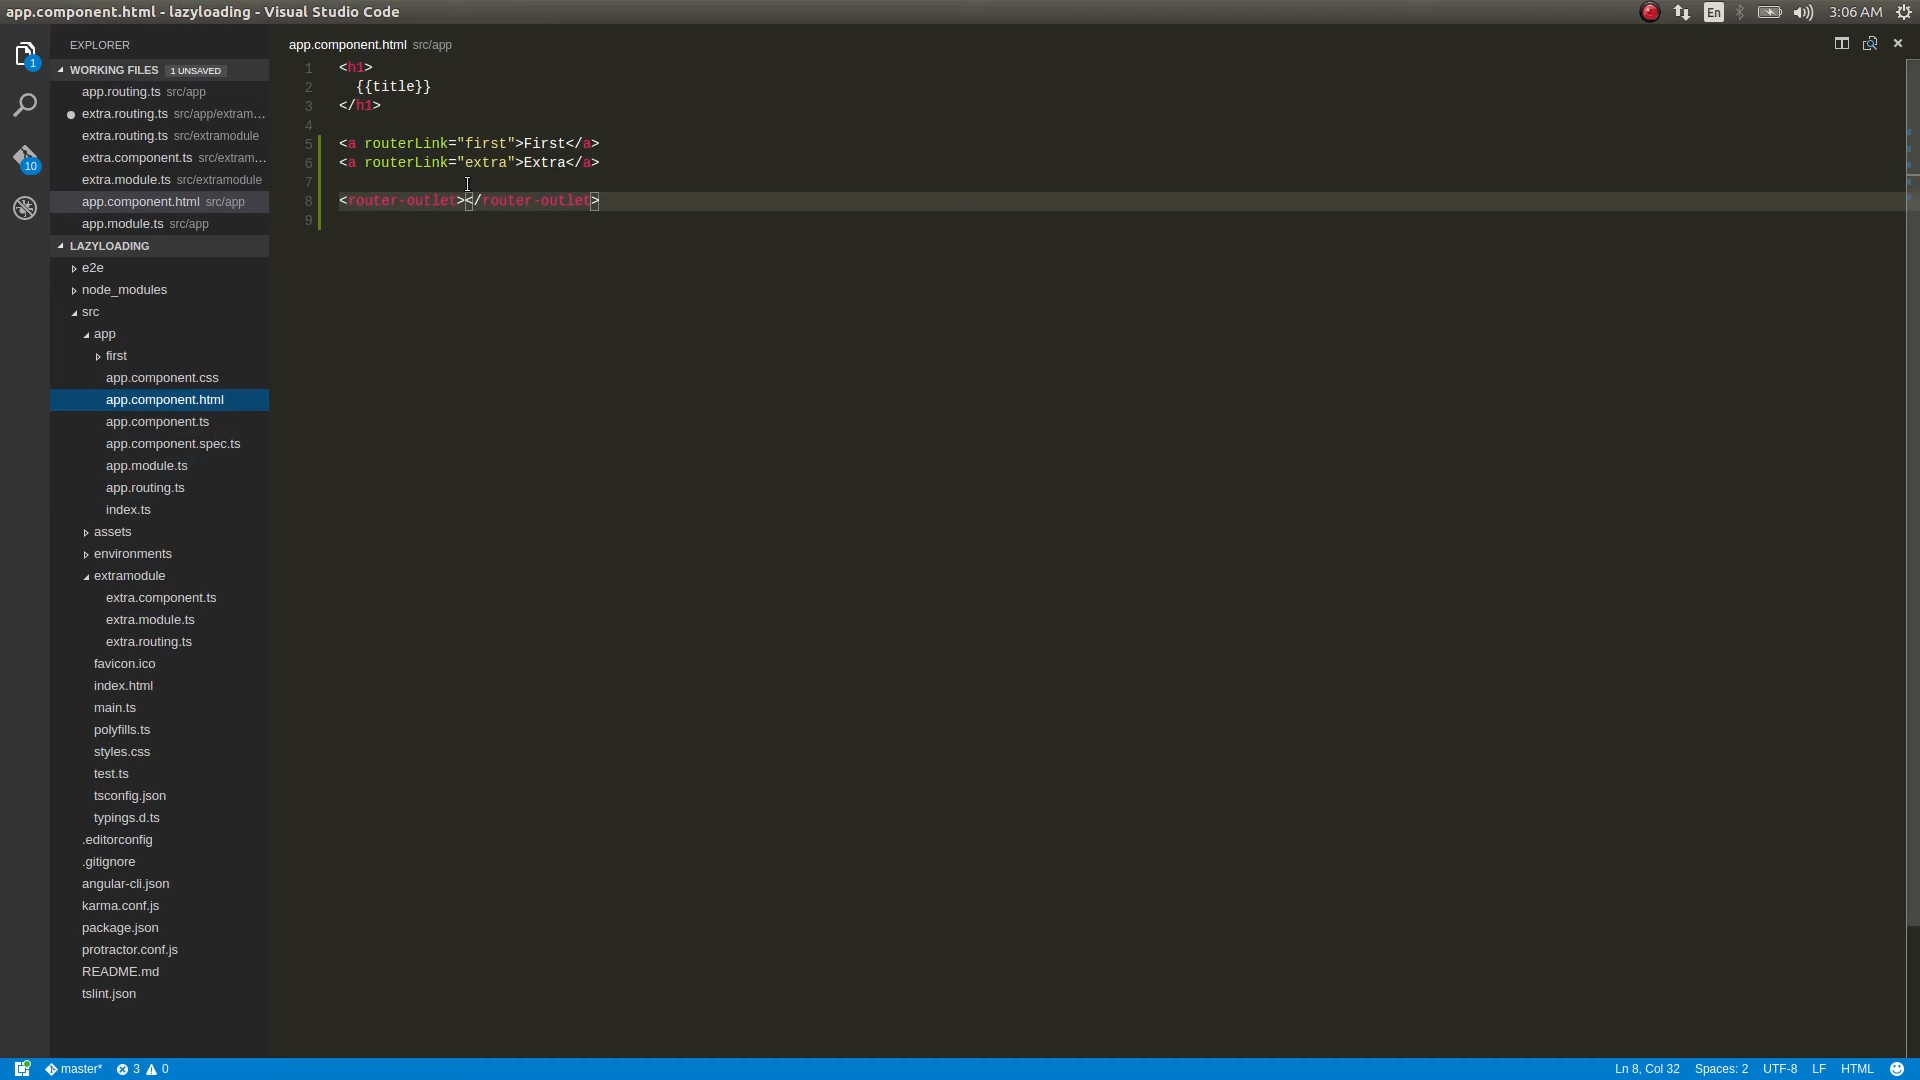 app.component.html - lazyloading - Visual Studio Code
En
3:06 AM
1
10
EXPLORER
WORKING FILES 1 UNSAVED
app.routing.ts src/app
extra.routing.ts src/app/extram...
extra.routing.ts src/extramodule
extra.component.ts src/extram...
extra.module.ts src/extramodule
app.component.html src/app
app.module.ts src/app
LAZYLOADING
e2e
node_modules
src
app
first
app.component.css
app.component.html
app.component.ts
app.component.spec.ts
app.module.ts
app.routing.ts
index.ts
assets
environments
extramodule
extra.component.ts
extra.module.ts
extra.routing.ts
favicon.ico
index.html
main.ts
polyfills.ts
styles.css
test.ts
tsconfig.json
typings.d.ts
.editorconfig
.gitignore
angular-cli.json
karma.conf.js
package.json
protractor.conf.js
README.md
tslint.json
app.component.html src/app
1 <h1>
2   {{title}}
3 </h1>
4
5 <a routerLink="first">First</a>
6 <a routerLink="extra">Extra</a>
7
8 <router-outlet></router-outlet>
9
master* 3 0
Ln 8, Col 32 Spaces: 2 UTF-8 LF HTML